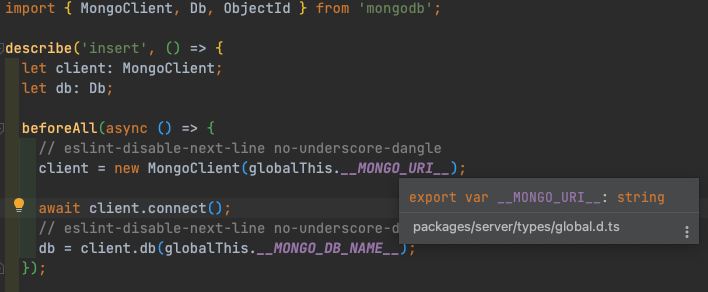 import { MongoClient, Db, ObjectId } from 'mongodb';
describe('insert', () => {
let client: MongoClient;
let db: Db;
beforeAll(async () => {
// eslint-disable-next-line no-underscore-dangle
client = new MongoClient(globalThis.__MONGO_URI__);
export var __MONGO_URI__: string
packages/server/types/global.d.ts
await client.connect();
// eslint-disable-next-line no-underscore-d
db = client.db(globalThis.__MONGO_DB_NAME__);
});